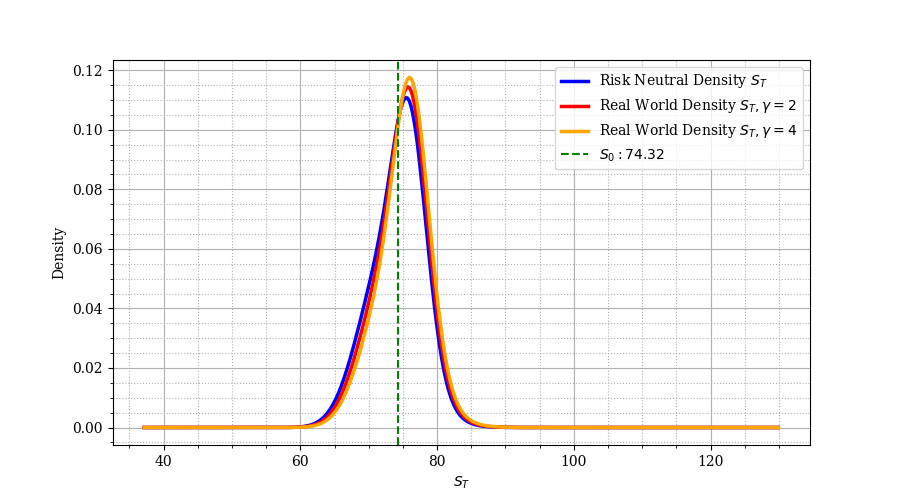 0.12
0.10
0.08
0.06
0.04
0.02
0.00
Density
40
60
80
100
120
S_T
Risk Neutral Density S_T
Real World Density S_T, γ = 2
Real World Density S_T, γ = 4
S_0 : 74.32